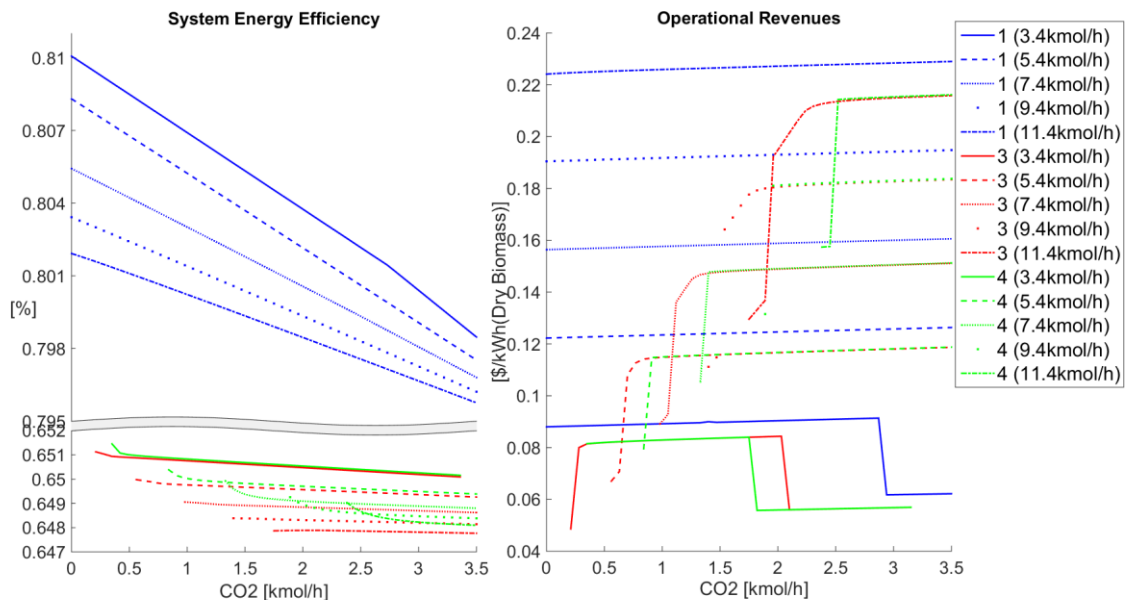 System Energy Efficiency
0.81
0.807
0.804
0.801
[%]
0.798
0.795
0.652
0.651
0.65
0.649
0.648
0.647
0
0.5
1
1.5
2
2.5
3
3.5
CO2 [kmol/h]
Operational Revenues
[$/kWh(Dry Biomass)]
0.24
0.22
0.2
0.18
0.16
0.14
0.12
0.1
0.08
0.06
0.04
0
0.5
1
1.5
2
2.5
3
3.5
CO2 [kmol/h]
1 (3.4kmol/h)
1 (5.4kmol/h)
1 (7.4kmol/h)
1 (9.4kmol/h)
1 (11.4kmol/h)
3 (3.4kmol/h)
3 (5.4kmol/h)
3 (7.4kmol/h)
3 (9.4kmol/h)
3 (11.4kmol/h)
4 (3.4kmol/h)
4 (5.4kmol/h)
4 (7.4kmol/h)
4 (9.4kmol/h)
4 (11.4kmol/h)